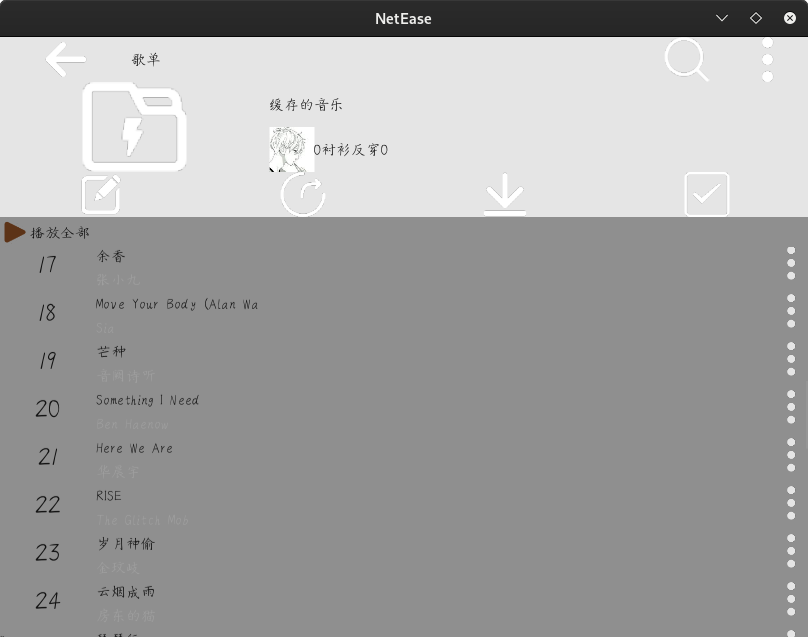 NetEase
歌单
缓存的音乐
0衬衫反穿0
播放全部
17
余香
张小九
18
Move Your Body (Alan Wa
Sia
19
芒种
音阙诗听
20
Something I Need
Ben Haenow
21
Here We Are
华晨宇
22
RISE
The Glitch Mob
23
岁月神偷
金玟岐
24
云烟成雨
房东的猫